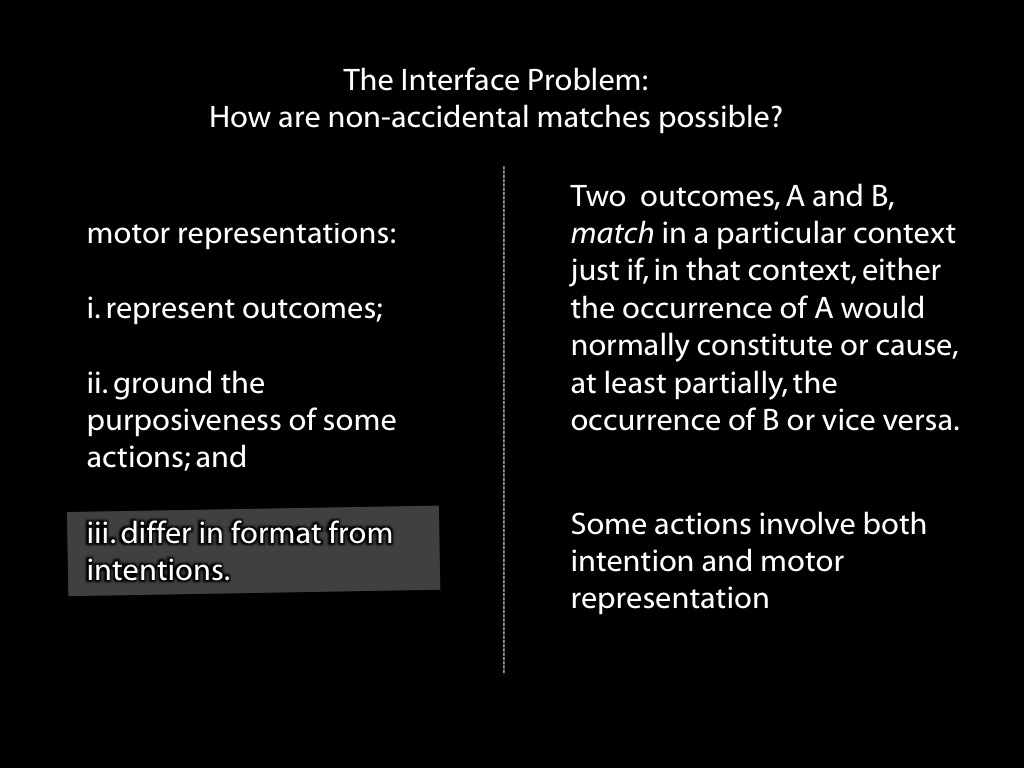 The Interface Problem:
How are non-accidental matches possible?
motor representations:
i. represent outcomes;
ii. ground the
purposiveness of some
actions; and
iii. differ in format from
intentions.
Two outcomes, A and B,
match in a particular context
just if, in that context, either
the occurrence of A would
normally constitute or cause,
at least partially, the
occurrence of B or vice versa.
Some actions involve both
intention and motor
representation